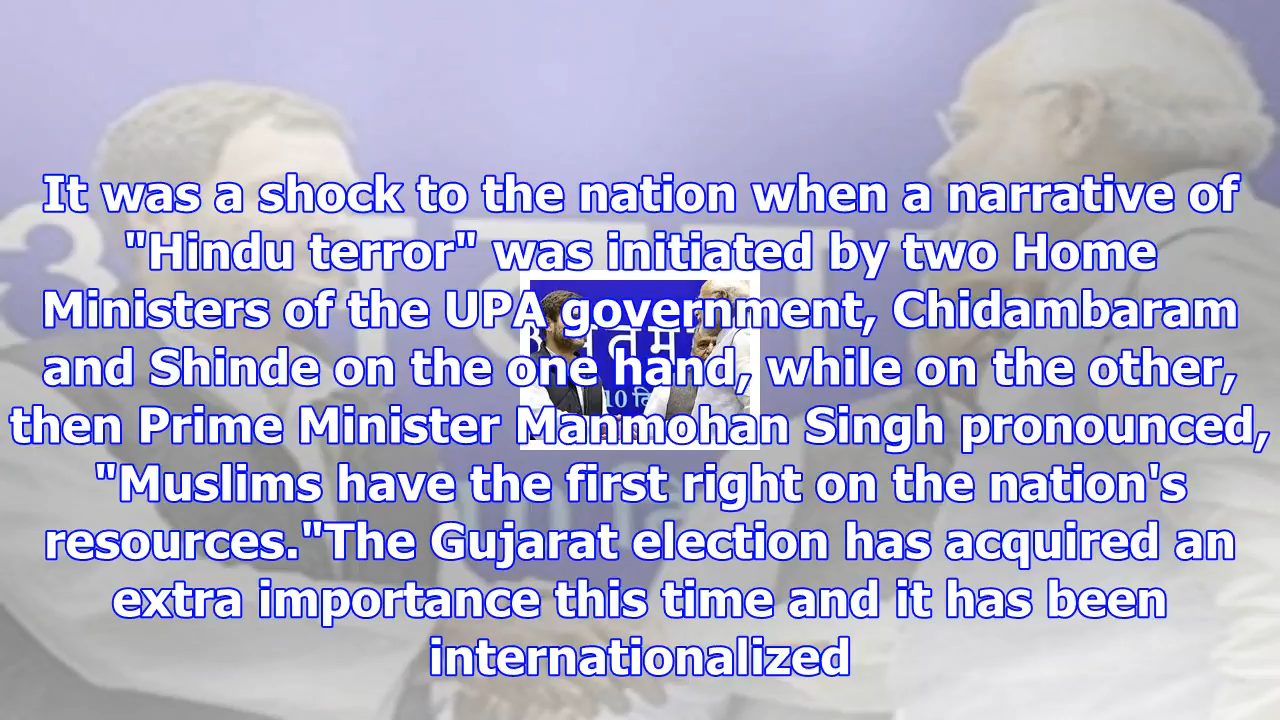 It was a shock to the nation when a narrative of
"Hindu terror" was initiated by two Home
Ministers of the UPA government, Chidambaram
and Shinde on the one hand, while on the other,
then Prime Minister Manmohan Singh pronounced,
"Muslims have the first right on the nation's
resources."The Gujarat election has acquired an
extra importance this time and it has been
internationalized